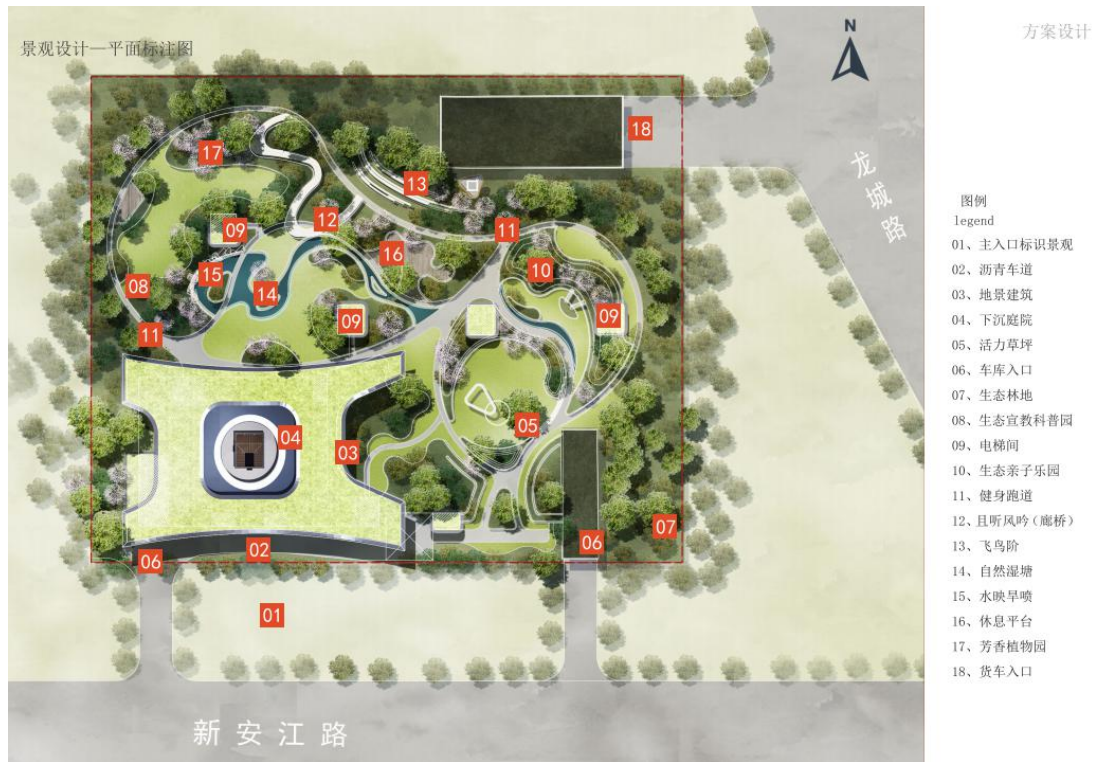 方案设计
景观设计—平面标注图
N
18
17
13
龙城路
12
11
09
16
10
15
08
14
09
09
11
05
04
03
07
06
02
06
01
新安江路
图例
legend
01、主入口标识景观
02、沥青车道
03、地景建筑
04、下沉庭院
05、活力草坪
06、车库入口
07、生态林地
08、生态宣教科普园
09、电梯间
10、生态亲子乐园
11、健身跑道
12、且听风吟（廊桥）
13、飞鸟阶
14、自然湿塘
15、水映旱喷
16、休息平台
17、芳香植物园
18、货车入口